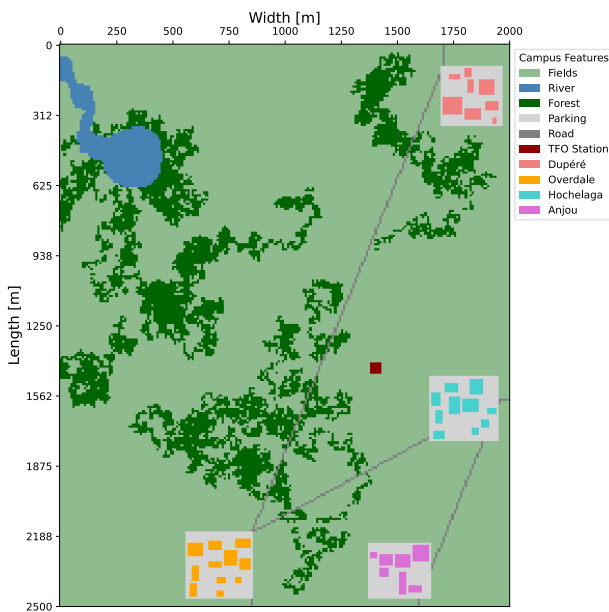 Width [m]
0 250 500 750 1000 1250 1500 1750 2000
Length [m]
0
312
625
938
1250
1562
1875
2188
2500
Campus Features
Fields
River
Forest
Parking
Road
TFO Station
Dupéré
Overdale
Hochelaga
Anjou